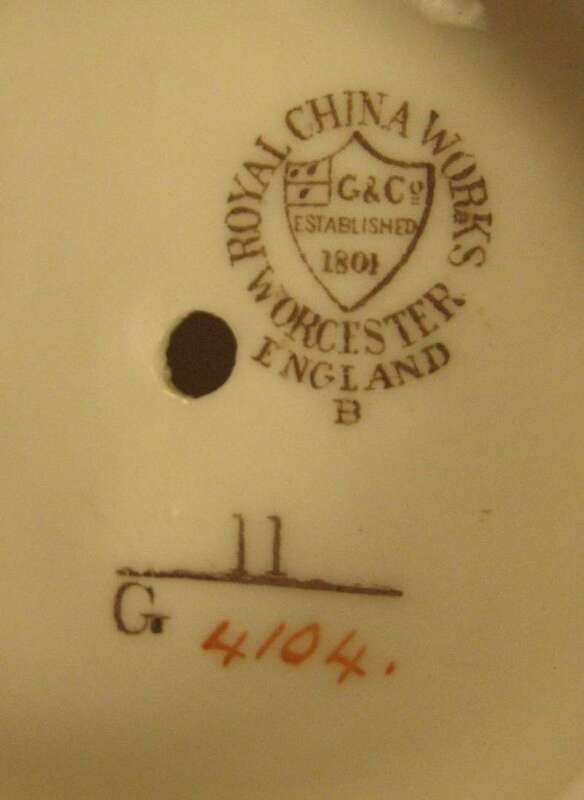 ROYAL CHINA WORKS
G&Co
ESTABLISHED
1801
WORCESTER
ENGLAND
B
11
G.
4104.